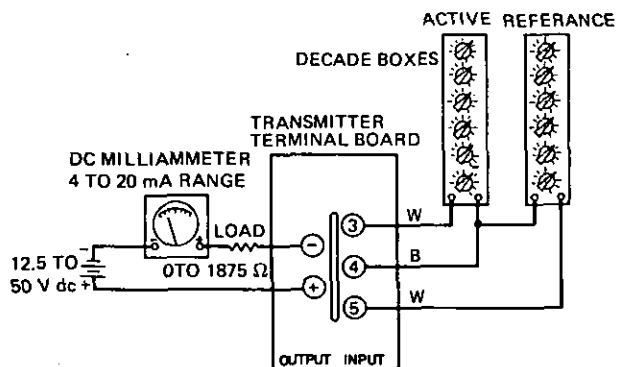 ACTIVE REFERANCE
DECADE BOXES
TRANSMITTER
TERMINAL BOARD
DC MILLIAMMETER
4 TO 20 mA RANGE
LOAD
0TO 1875 Ω
12.5 TO
50 V dc
-
+
-
+
-
+
3
4
5
W
B
W
OUTPUT INPUT